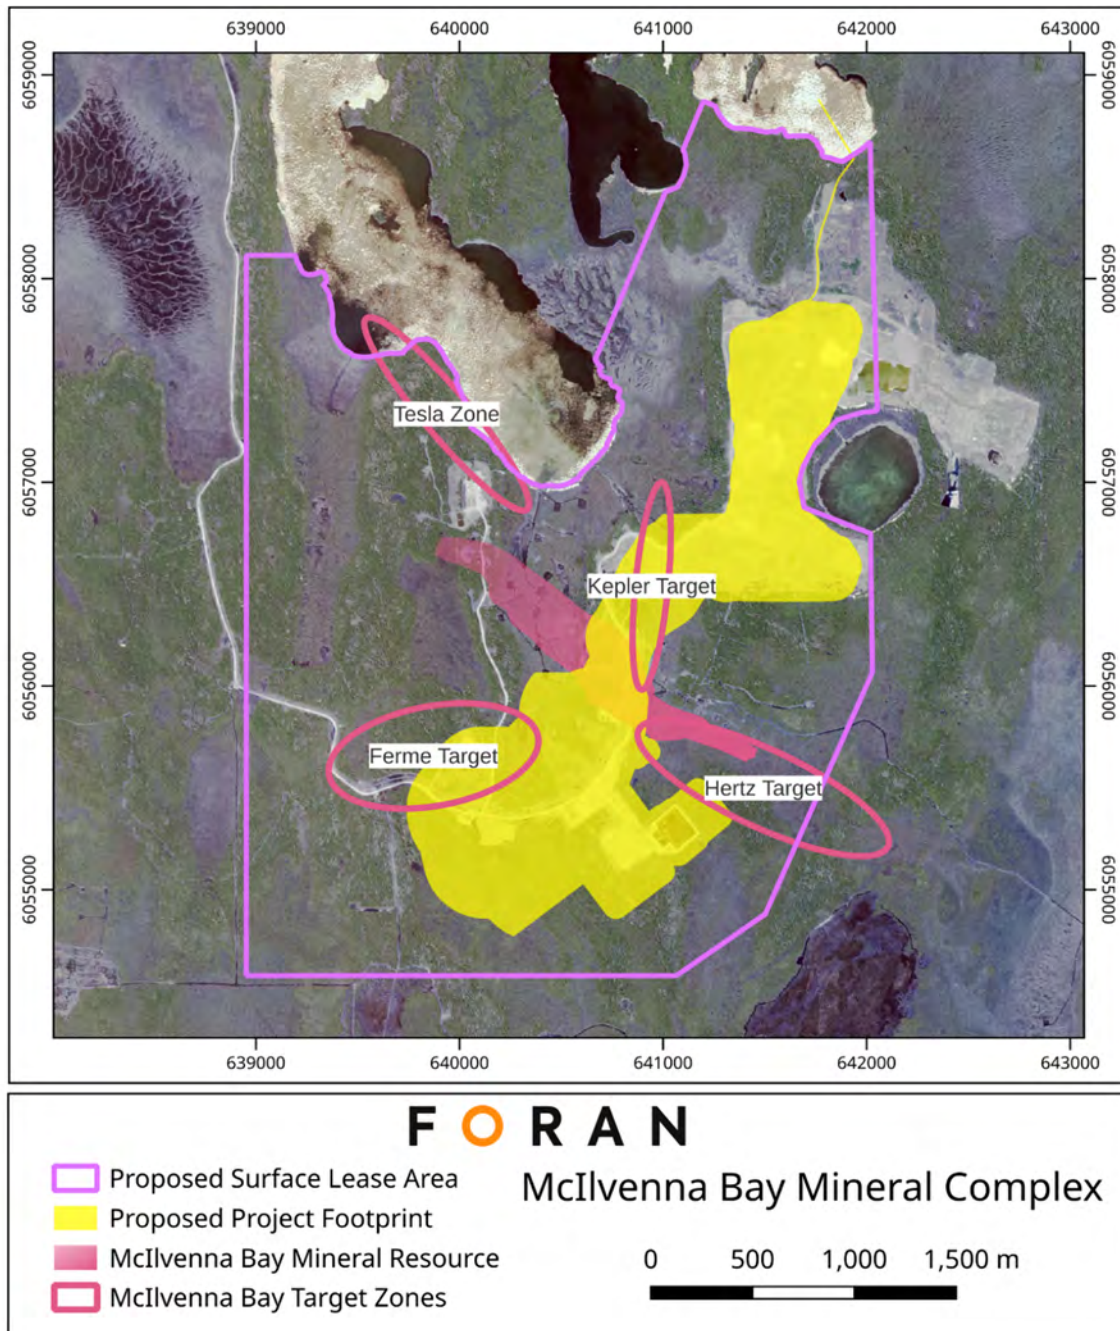 639000 640000 641000 642000 643000
6059000 6059000
6058000 6058000
6057000 6057000
6056000 6056000
6055000 6055000
Tesla Zone
Kepler Target
Ferme Target
Hertz Target
639000 640000 641000 642000 643000
FORAN
McIlvenna Bay Mineral Complex
Proposed Surface Lease Area
Proposed Project Footprint
McIlvenna Bay Mineral Resource
McIlvenna Bay Target Zones
0 500 1,000 1,500 m